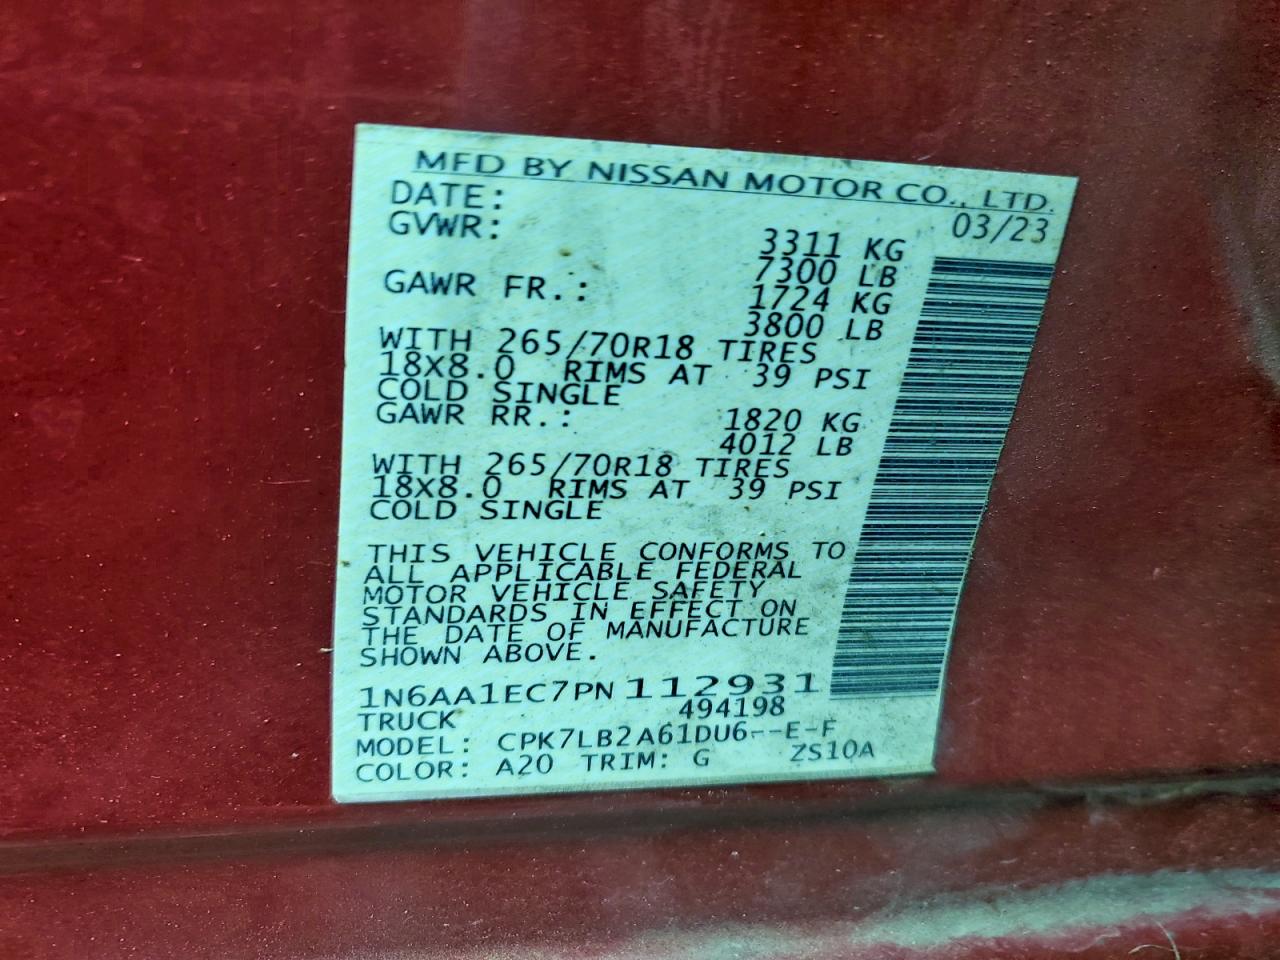 MFD BY NISSAN MOTOR CO., LTD.
DATE: 03/23
GVWR: 3311 KG
7300 LB
GAWR FR.: 1724 KG
3800 LB
WITH 265/70R18 TIRES
18X8.0 RIMS AT 39 PSI
COLD SINGLE
GAWR RR.: 1820 KG
4012 LB
WITH 265/70R18 TIRES
18X8.0 RIMS AT 39 PSI
COLD SINGLE
THIS VEHICLE CONFORMS TO
ALL APPLICABLE FEDERAL
MOTOR VEHICLE SAFETY
STANDARDS IN EFFECT ON
THE DATE OF MANUFACTURE
SHOWN ABOVE.
1N6AA1EC7PN112931
TRUCK 494198
MODEL: CPK7LB2A61DU6--E-F
COLOR: A20 TRIM: G ZS10A